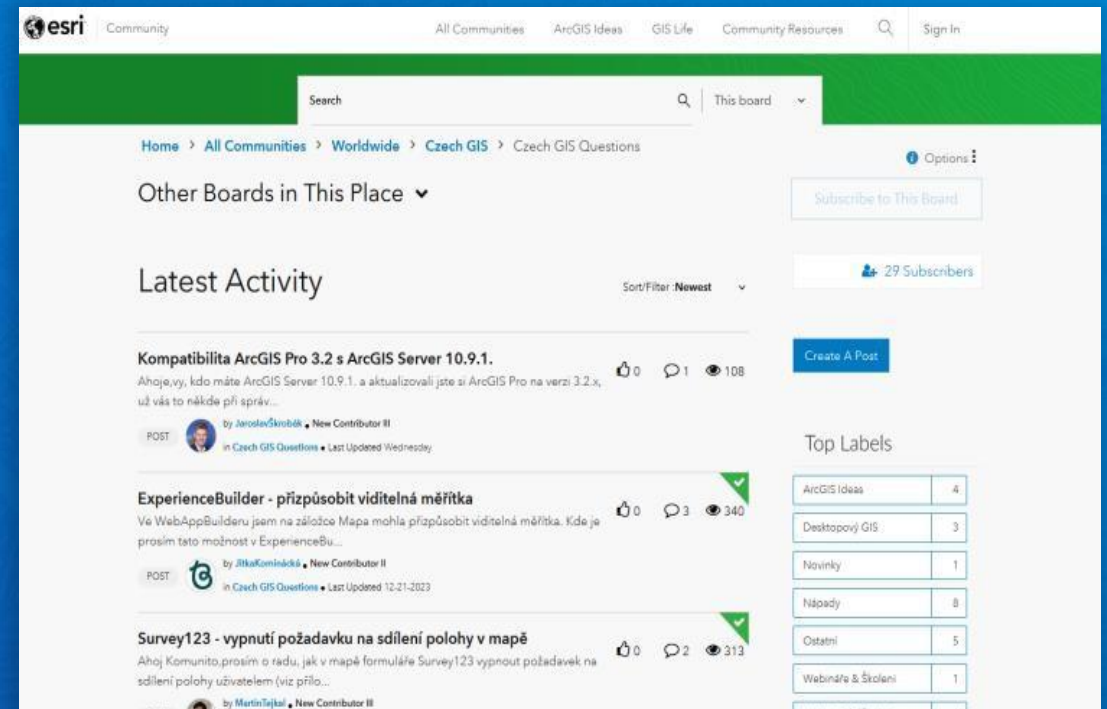 esri Community All Communities ArcGIS Ideas GIS Life Community Resources Sign In
Search This board
Home > All Communities > Worldwide > Czech GIS > Czech GIS Questions
Options
Other Boards in This Place
Subscribe to This Board
29 Subscribers
Latest Activity
Sort/Filter :Newest
Kompatibilita ArcGIS Pro 3.2 s ArcGIS Server 10.9.1.
Ahoje,vy, kdo máte ArcGIS Server 10.9.1. a aktualizovali jste si ArcGIS Pro na verzi 3.2.x,
už vás to někde při správ...
0 1 108
POST
by JaroslavŠkrobák • New Contributor III
in Czech GIS Questions • Last Updated Wednesday
ExperienceBuilder - přizpůsobit viditelná měřítka
Ve WebAppBuilderu jsem na záložce Mapa mohla přizpůsobit viditelná měřítka. Kde je
prosím tato možnost v ExperienceBu...
0 3 340
POST
by JitkaKominácká • New Contributor II
in Czech GIS Questions • Last Updated 12-21-2023
Survey123 - vypnutí požadavku na sdílení polohy v mapě
Ahoj Komunito,prosím o radu, jak v mapě formuláře Survey123 vypnout požadavek na
sdílení polohy uživatelem (viz přílo...
0 2 313
by MartinTejkal • New Contributor III
Create A Post
Top Labels
ArcGIS Ideas 4
Desktopový GIS 3
Novinky 1
Nápady 8
Ostatní 5
Webináře & Školení 1